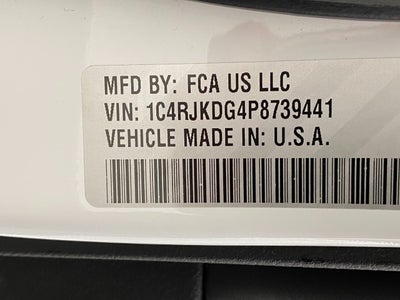 MFD BY: FCA US LLC
VIN: 1C4RJKDG4P8739441
VEHICLE MADE IN: U.S.A.